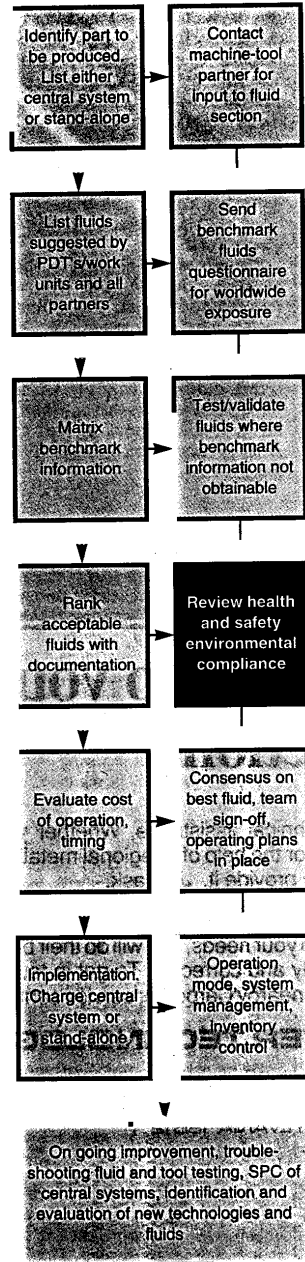 Identify part to
be produced.
List either
central system
or stand-alone
Contact
machine-tool
partner for
input to fluid
section
List fluids
suggested by
PDT's/work
units and all
partners
Send
benchmark
fluids
questionnaire
for worldwide
exposure
Matrix
benchmark
information
Test/validate
fluids where
benchmark
information not
obtainable
Rank
acceptable
fluids with
documentation
Review health
and safety
environmental
compliance
Evaluate cost
of operation,
timing
Consensus on
best fluid, team
sign-off
operating plans
in place
Implementation.
Charge central
system or
stand-alone
Operation
mode, system
management,
inventory
control
On going improvement, trouble-
shooting fluid and tool testing, SPC of
central systems, identification and
evaluation of new technologies and
fluids